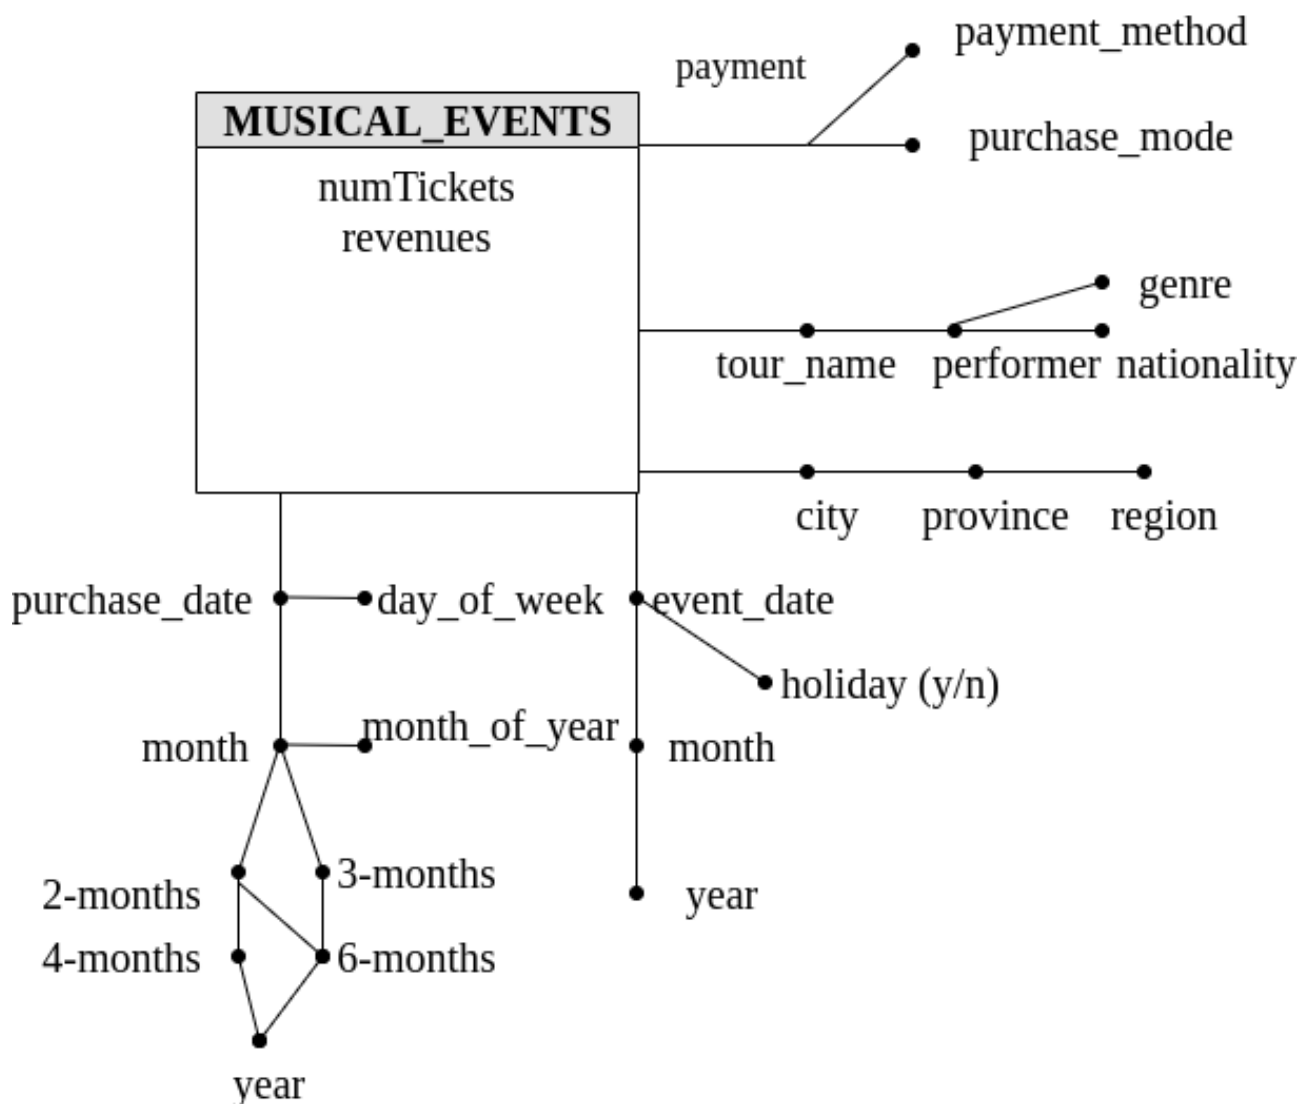 payment_method
payment
MUSICAL_EVENTS
purchase_mode
numTickets
revenues
genre
tour_name performer nationality
city province region
purchase_date day_of_week event_date
holiday (y/n)
month month_of_year month
3-months
2-months year
4-months 6-months
year